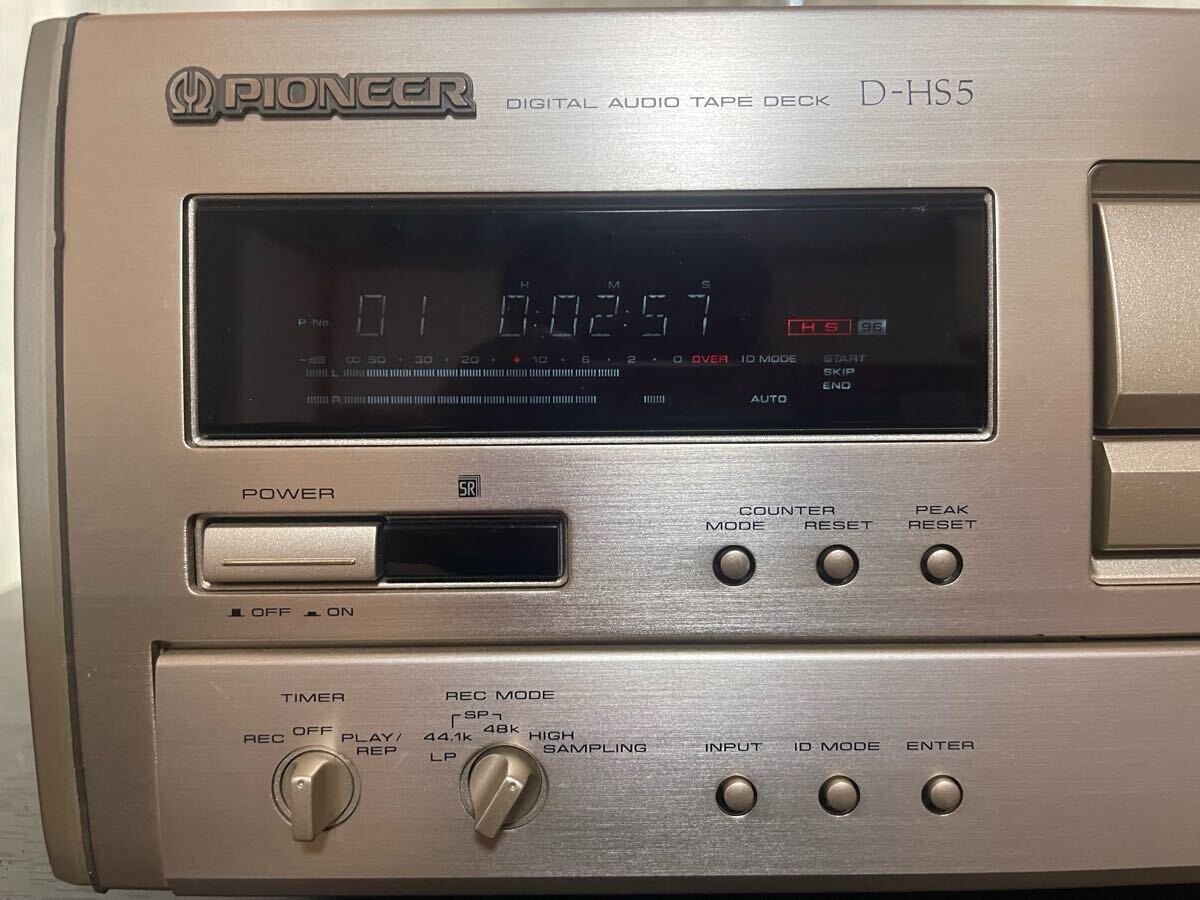 PIONEER DIGITAL AUDIO TAPE DECK D-HS5
H M S
P No. 01 0:02:57 HS 96
-dB ∞ 50 · 30 · 20 · 10 · 6 · 2 · 0 OVER ID MODE START
L SKIP
END
R AUTO
POWER SR
COUNTER PEAK
MODE RESET RESET
OFF ON
TIMER REC MODE
SP
REC OFF PLAY/ 44.1k 48k HIGH
REP LP SAMPLING INPUT ID MODE ENTER